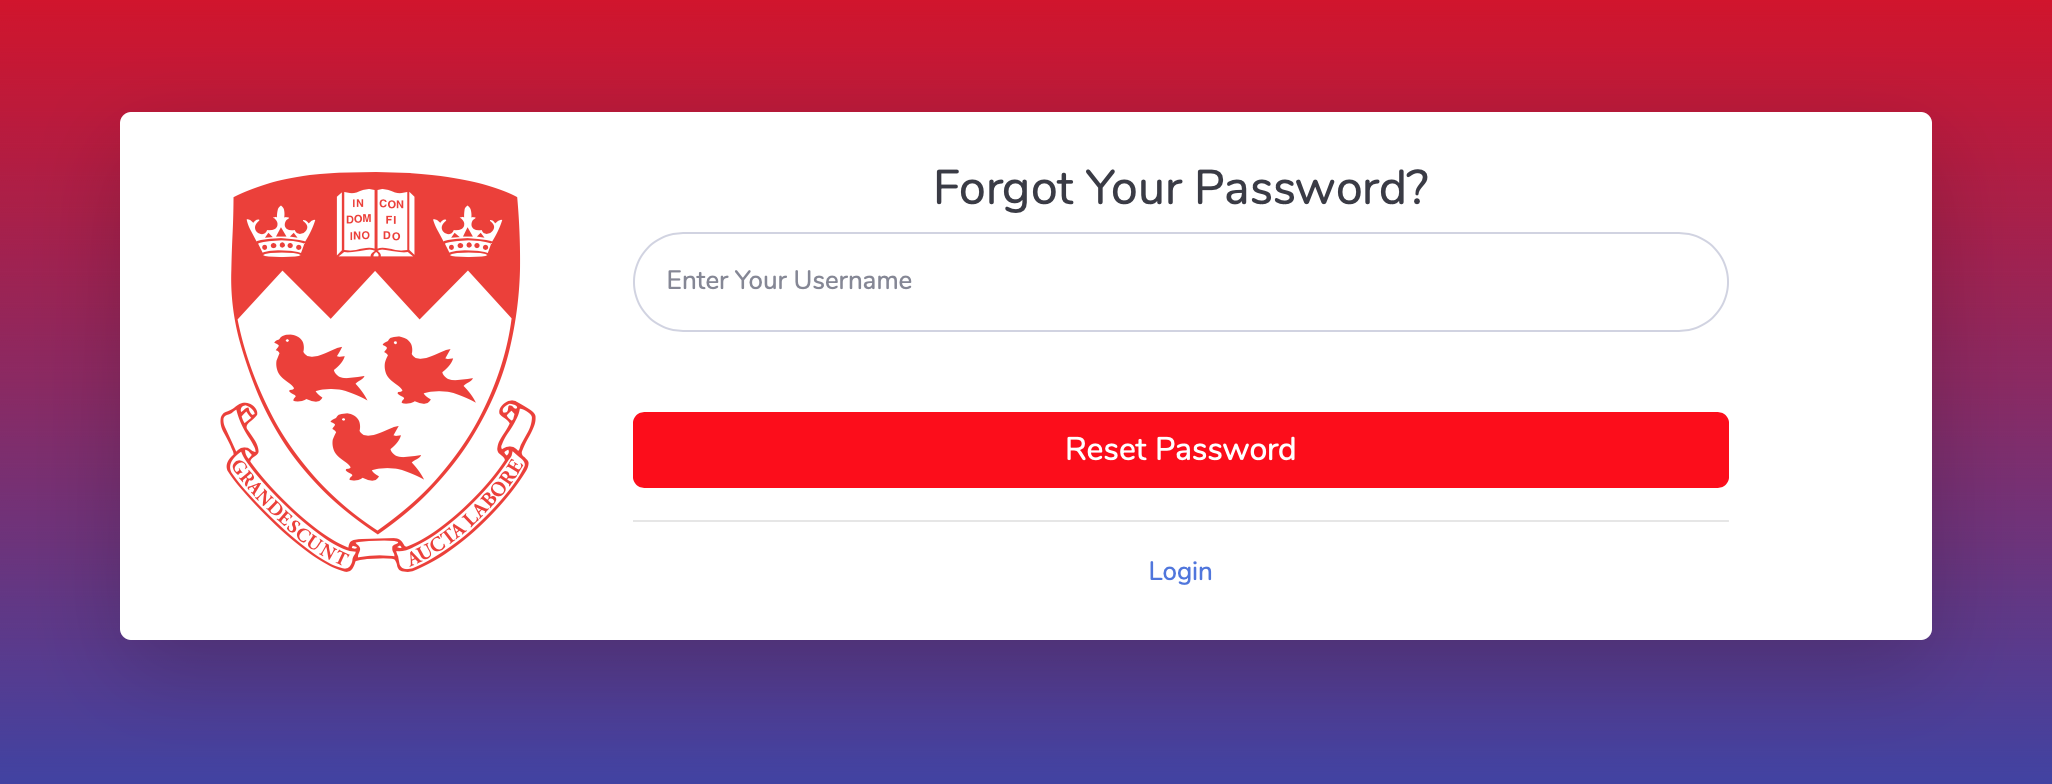 IN
DOM
INO
CON
FI
DO
GRANDESCUNT
AUCTA LABORE
Forgot Your Password?
Enter Your Username
Reset Password
Login